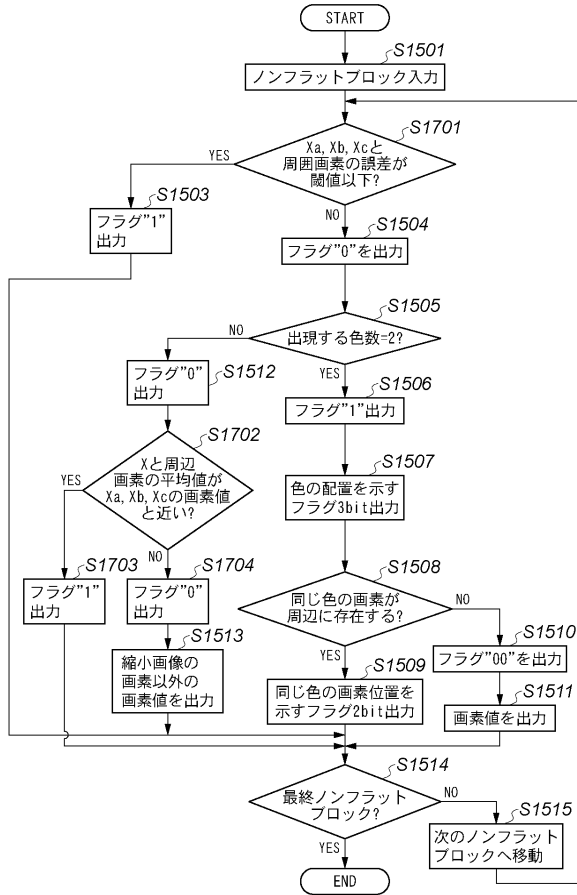 START
S1501
ノンフラットブロック入力
S1701
Xa, Xb, Xcと
周囲画素の誤差が
閾値以下?
YES
NO
S1503
フラグ"1"
出力
S1504
フラグ"0"を出力
S1505
出現する色数=2?
NO
YES
S1512
フラグ"0"
出力
S1506
フラグ"1"出力
S1702
Xと周辺
画素の平均値が
Xa, Xb, Xcの画素値
と近い?
YES
NO
S1507
色の配置を示す
フラグ3bit出力
S1703
フラグ"1"
出力
S1704
フラグ"0"
出力
S1508
同じ色の画素が
周辺に存在する?
NO
YES
S1510
フラグ"00"を出力
S1513
縮小画像の
画素以外の
画素値を出力
S1509
同じ色の画素位置を
示すフラグ2bit出力
S1511
画素値を出力
S1514
最終ノンフラット
ブロック?
NO
YES
S1515
次のノンフラット
ブロックへ移動
END